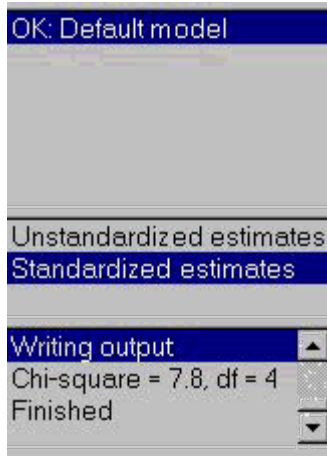 OK: Default model
Unstandardized estimates
Standardized estimates
Writing output
Chi-square = 7.8, df = 4
Finished